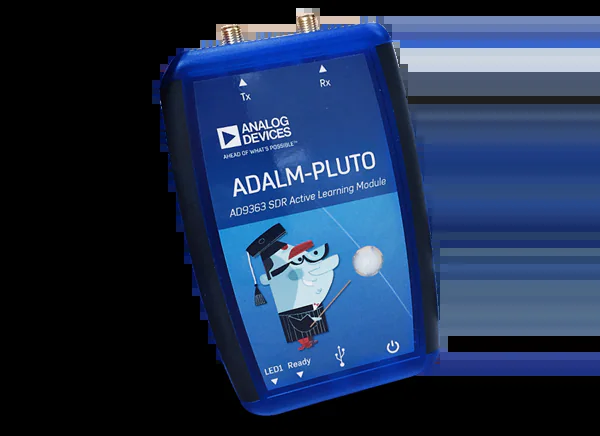 Tx
Rx
ANALOG
DEVICES
AHEAD OF WHAT'S POSSIBLE™
ADALM-PLUTO
AD9363 SDR Active Learning Module
LED1 Ready